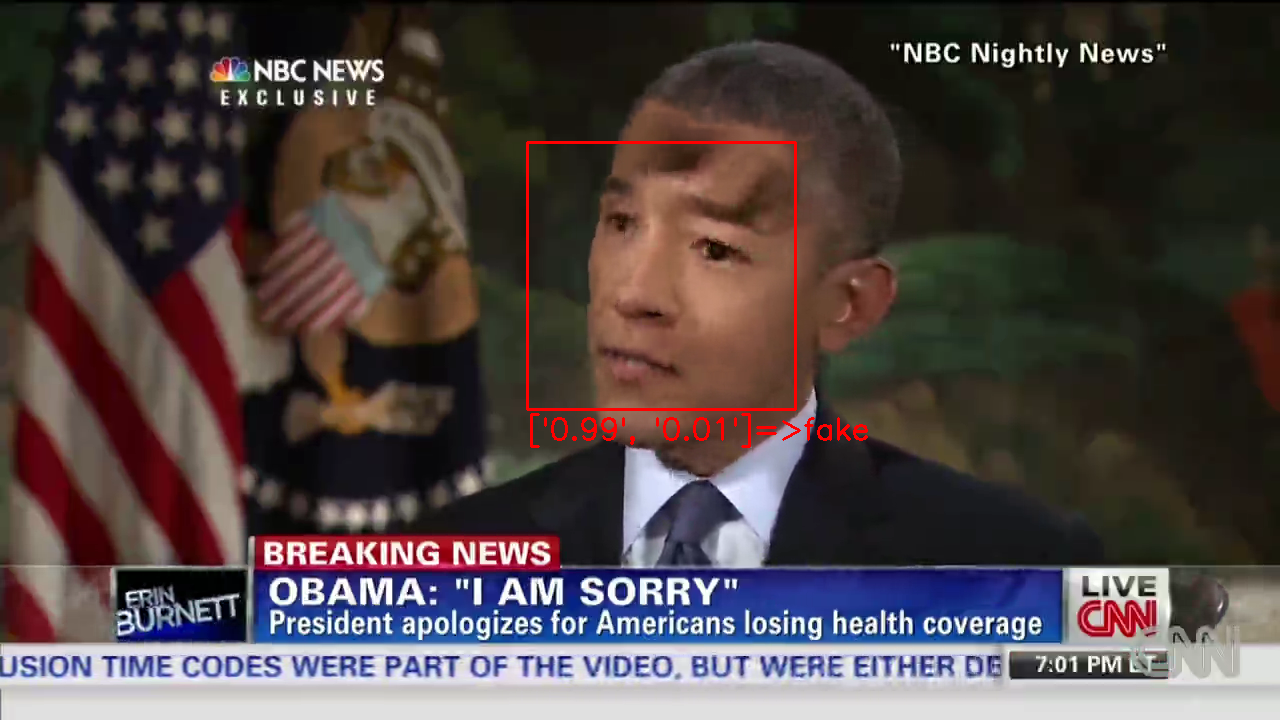 "NBC Nightly News"
NBC NEWS
EXCLUSIVE
['0.99', '0.01']=>fake
BREAKING NEWS
ERIN BURNETT
OBAMA: "I AM SORRY"
President apologizes for Americans losing health coverage
LIVE
CNN
CNN
USION TIME CODES WERE PART OF THE VIDEO, BUT WERE EITHER DE
7:01 PM ET